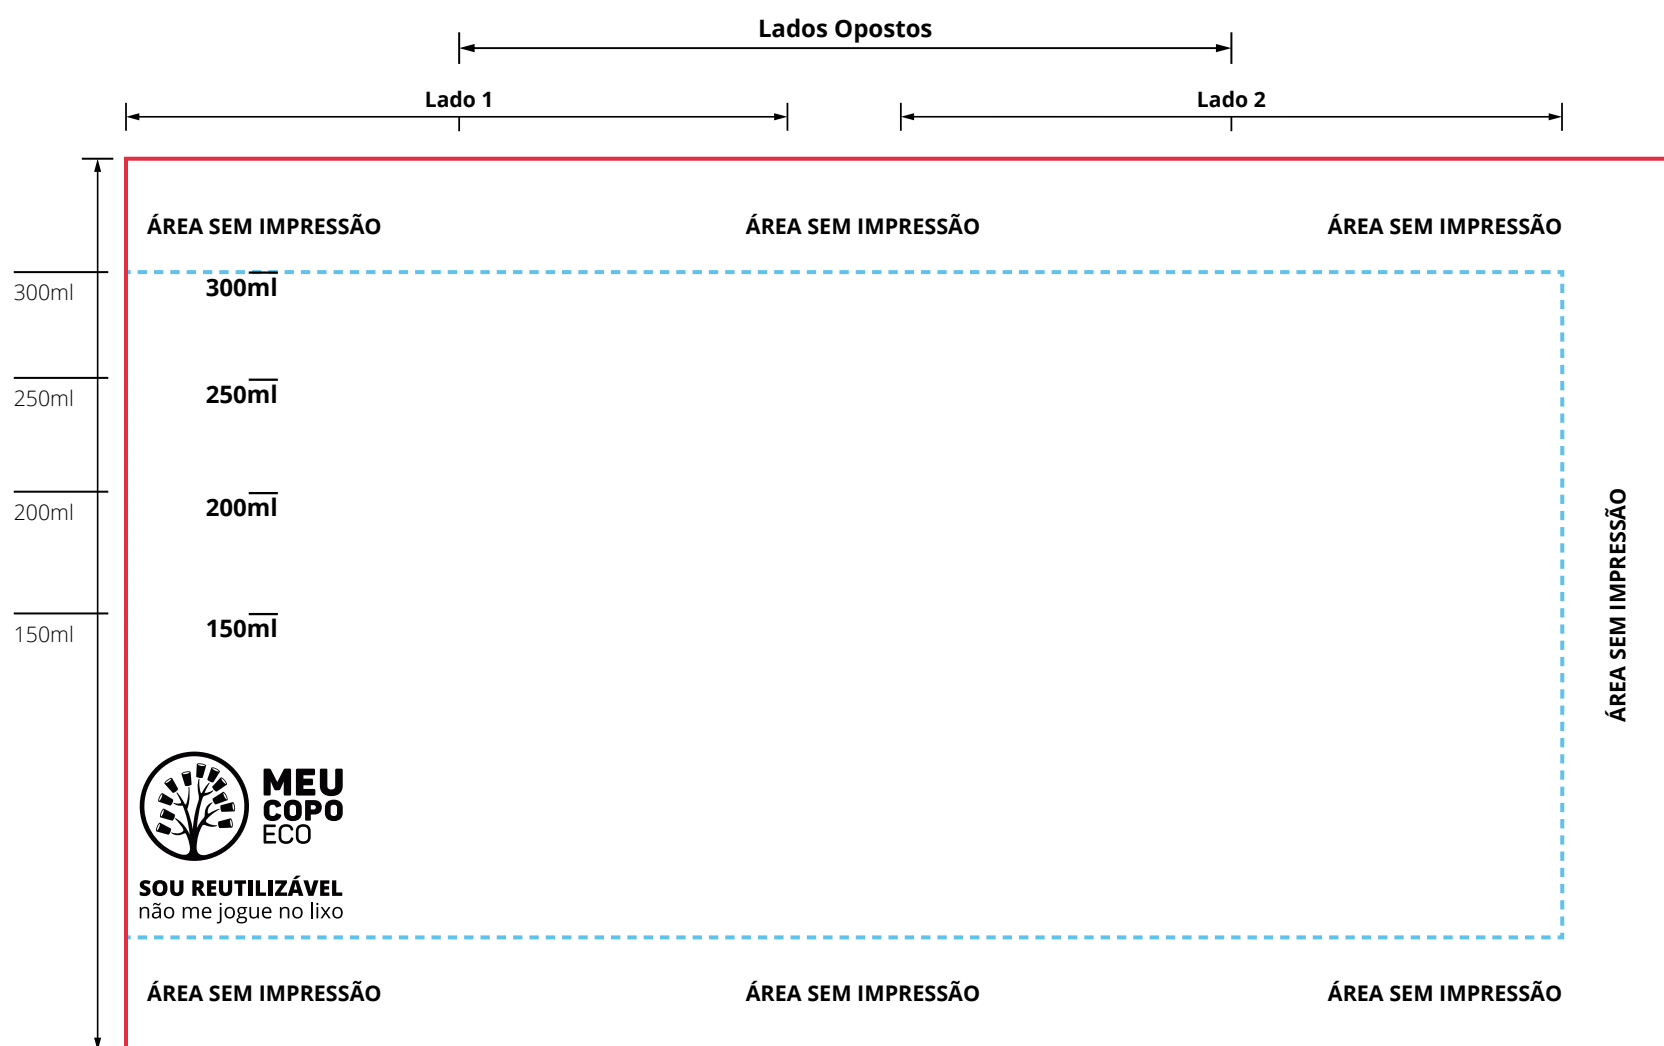 Lados Opostos
Lado 1
Lado 2
ÁREA SEM IMPRESSÃO
ÁREA SEM IMPRESSÃO
ÁREA SEM IMPRESSÃO
300ml
300ml
250ml
250ml
200ml
200ml
150ml
150ml
ÁREA SEM IMPRESSÃO
MEU
COPO
ECO
SOU REUTILIZÁVEL
não me jogue no lixo
ÁREA SEM IMPRESSÃO
ÁREA SEM IMPRESSÃO
ÁREA SEM IMPRESSÃO